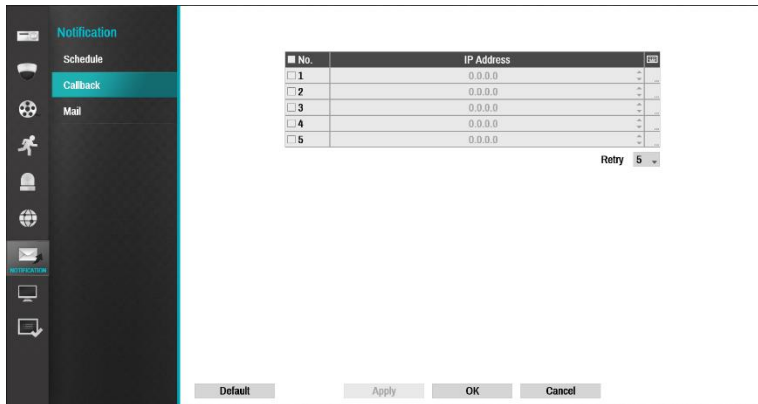 Notification
Schedule
Callback
Mail
NOTIFICATION
No. IP Address
1 0.0.0.0 ...
2 0.0.0.0 ...
3 0.0.0.0 ...
4 0.0.0.0 ...
5 0.0.0.0 ...
Retry 5
Default Apply OK Cancel